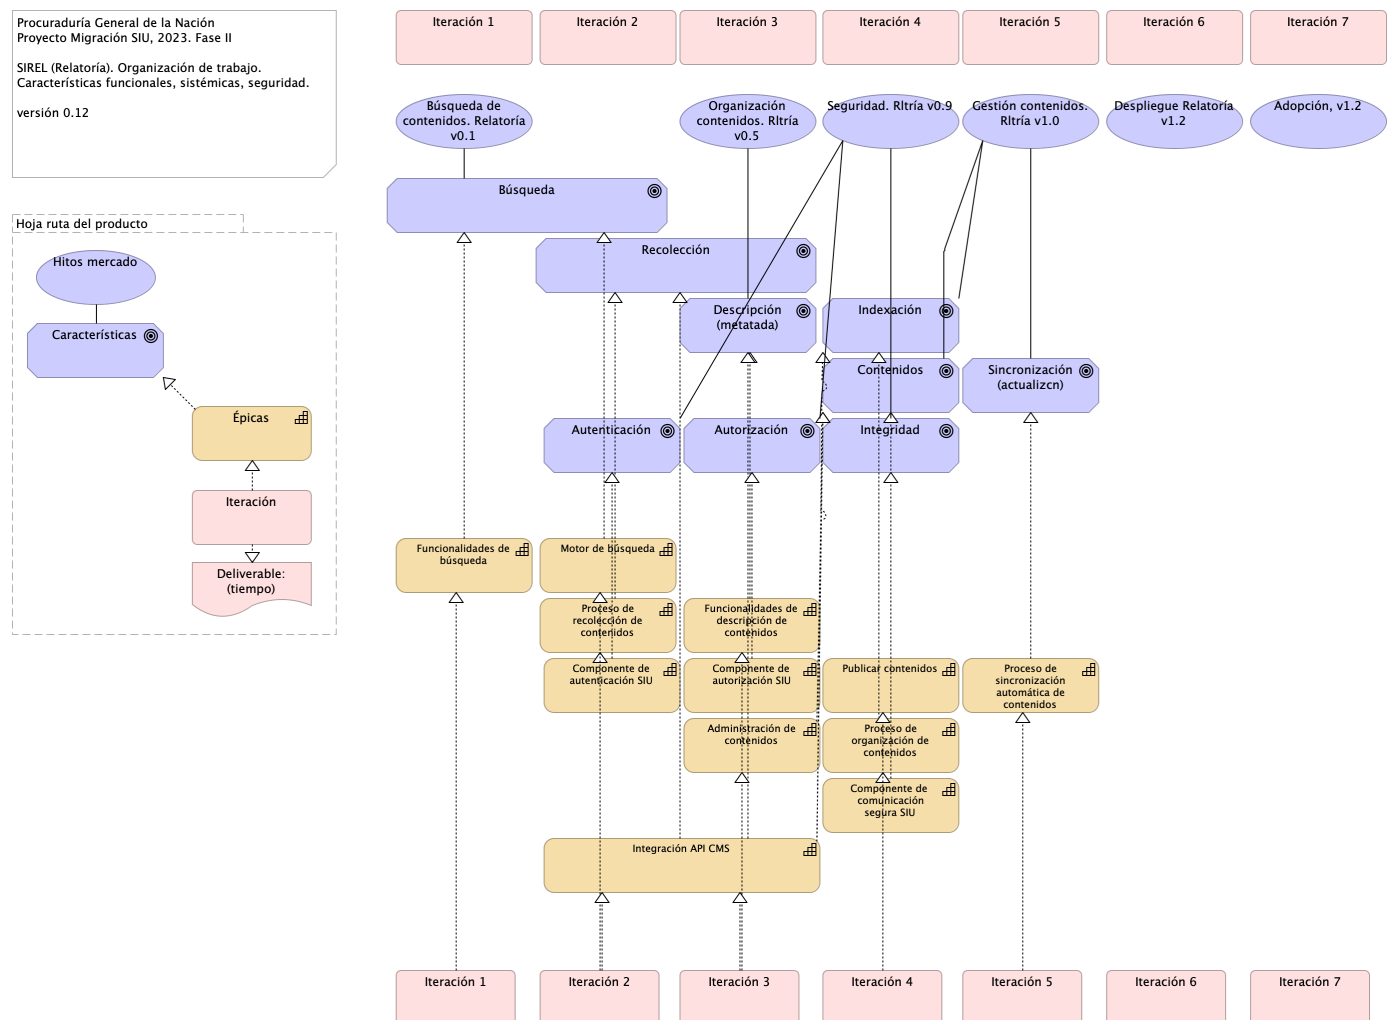 Procuraduría General de la Nación
Proyecto Migración SIU, 2023. Fase II
SIREL (Relatoría). Organización de trabajo.
Características funcionales, sistémicas, seguridad.
versión 0.12
Iteración 1
Iteración 2
Iteración 3
Iteración 4
Iteración 5
Iteración 6
Iteración 7
Búsqueda de
contenidos. Relatoría
v0.1
Organización
contenidos. Rltría
v0.5
Seguridad. Rltría v0.9
Gestión contenidos.
Rltría v1.0
Despliegue Relatoría
v1.2
Adopción, v1.2
Hoja ruta del producto
Hitos mercado
Características
Épicas
Iteración
Deliverable:
(tiempo)
Búsqueda
Recolección
Descripción
(metatada)
Indexación
Contenidos
Sincronización
(actualizcn)
Autenticación
Autorización
Integridad
Funcionalidades de
búsqueda
Motor de búsqueda
Proceso de
recolección de
contenidos
Funcionalidades de
descripción de
contenidos
Componente de
autenticación SIU
Componente de
autorización SIU
Publicar contenidos
Proceso de
sincronización
automática de
contenidos
Administración de
contenidos
Proceso de
organización de
contenidos
Componente de
comunicación
segura SIU
Integración API CMS
Iteración 1
Iteración 2
Iteración 3
Iteración 4
Iteración 5
Iteración 6
Iteración 7